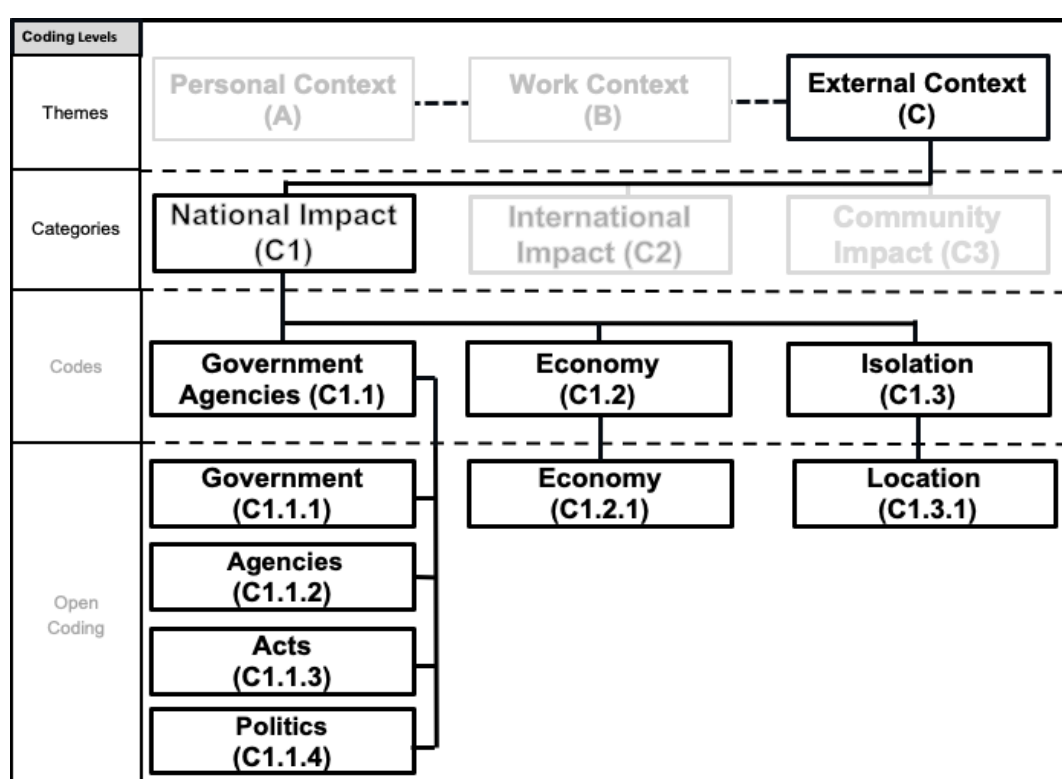 Coding Levels
Themes
Personal Context
(A)
Work Context
(B)
External Context
(C)
Categories
National Impact
(C1)
International
Impact (C2)
Community
Impact (C3)
Codes
Government
Agencies (C1.1)
Economy
(C1.2)
Isolation
(C1.3)
Open
Coding
Government
(C1.1.1)
Economy
(C1.2.1)
Location
(C1.3.1)
Agencies
(C1.1.2)
Acts
(C1.1.3)
Politics
(C1.1.4)